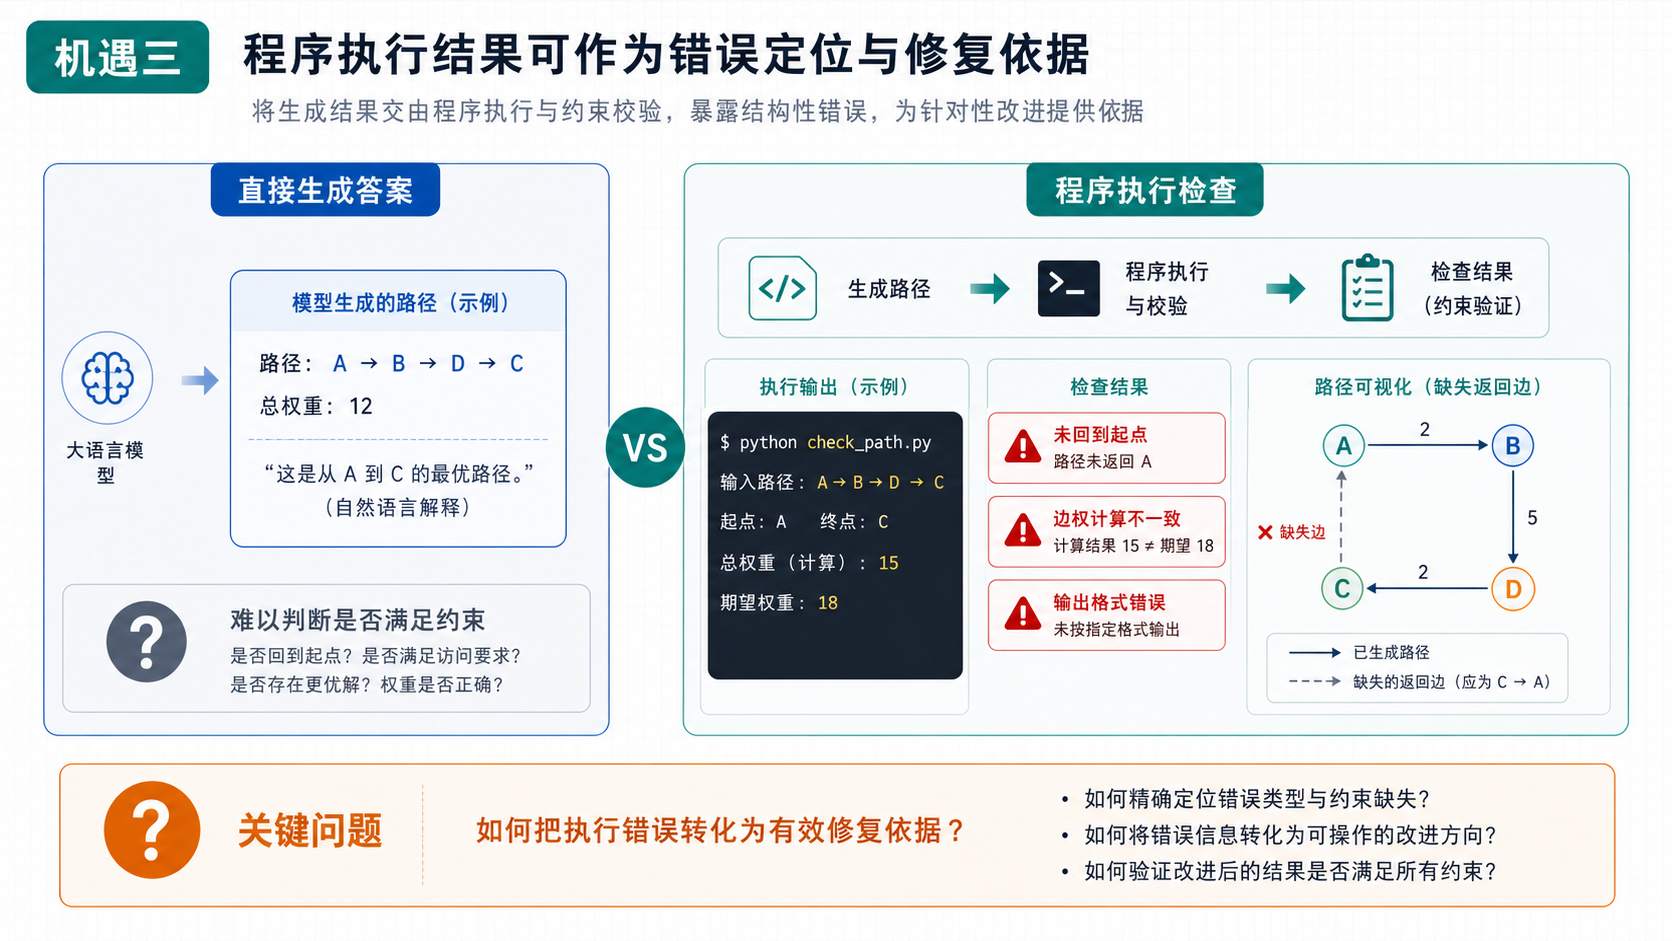 机遇三
程序执行结果可作为错误定位与修复依据
将生成结果交由程序执行与约束校验，暴露结构性错误，为针对性改进提供依据
直接生成答案
大语言模
型
模型生成的路径（示例）
路径： A → B → D → C
总权重： 12
“这是从 A 到 C 的最优路径。”
（自然语言解释）
?
难以判断是否满足约束
是否回到起点？是否满足访问要求？
是否存在更优解？权重是否正确？
VS
程序执行检查
</>
生成路径
>_
程序执行
与校验
检查结果
（约束验证）
执行输出（示例）
$ python check_path.py
输入路径： A → B → D → C
起点： A 终点： C
总权重（计算）： 15
期望权重： 18
检查结果
未回到起点
路径未返回 A
边权计算不一致
计算结果 15 ≠ 期望 18
输出格式错误
未按指定格式输出
路径可视化（缺失返回边）
A
2
B
5
缺失边
C
2
D
已生成路径
缺失的返回边（应为 C → A）
?
关键问题
如何把执行错误转化为有效修复依据？
• 如何精确定位错误类型与约束缺失？
• 如何将错误信息转化为可操作的改进方向？
• 如何验证改进后的结果是否满足所有约束？